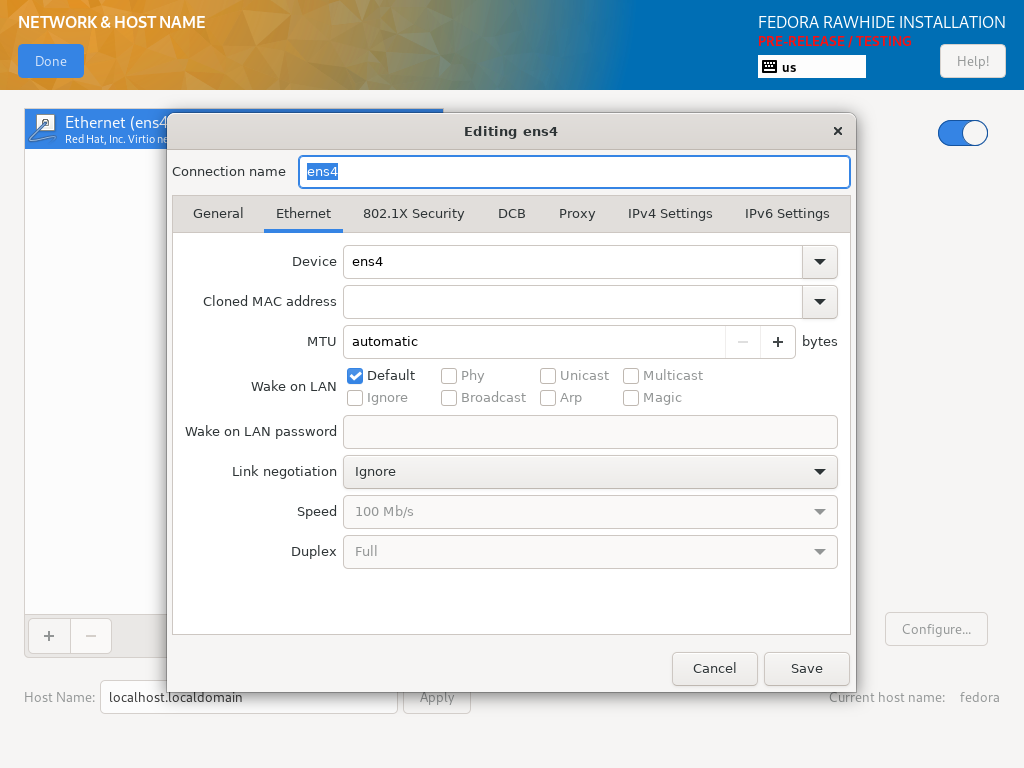 NETWORK & HOST NAME
FEDORA RAWHIDE INSTALLATION
PRE-RELEASE / TESTING
Done
us
Help!
Ethernet (ens4
Red Hat, Inc. Virtio ne
Editing ens4
Connection name ens4
General Ethernet 802.1X Security DCB Proxy IPv4 Settings IPv6 Settings
Device ens4
Cloned MAC address
MTU automatic bytes
Wake on LAN
Default Phy Unicast Multicast
Ignore Broadcast Arp Magic
Wake on LAN password
Link negotiation Ignore
Speed 100 Mb/s
Duplex Full
Configure...
Cancel Save
Host Name: localhost.localdomain Apply Current host name: fedora